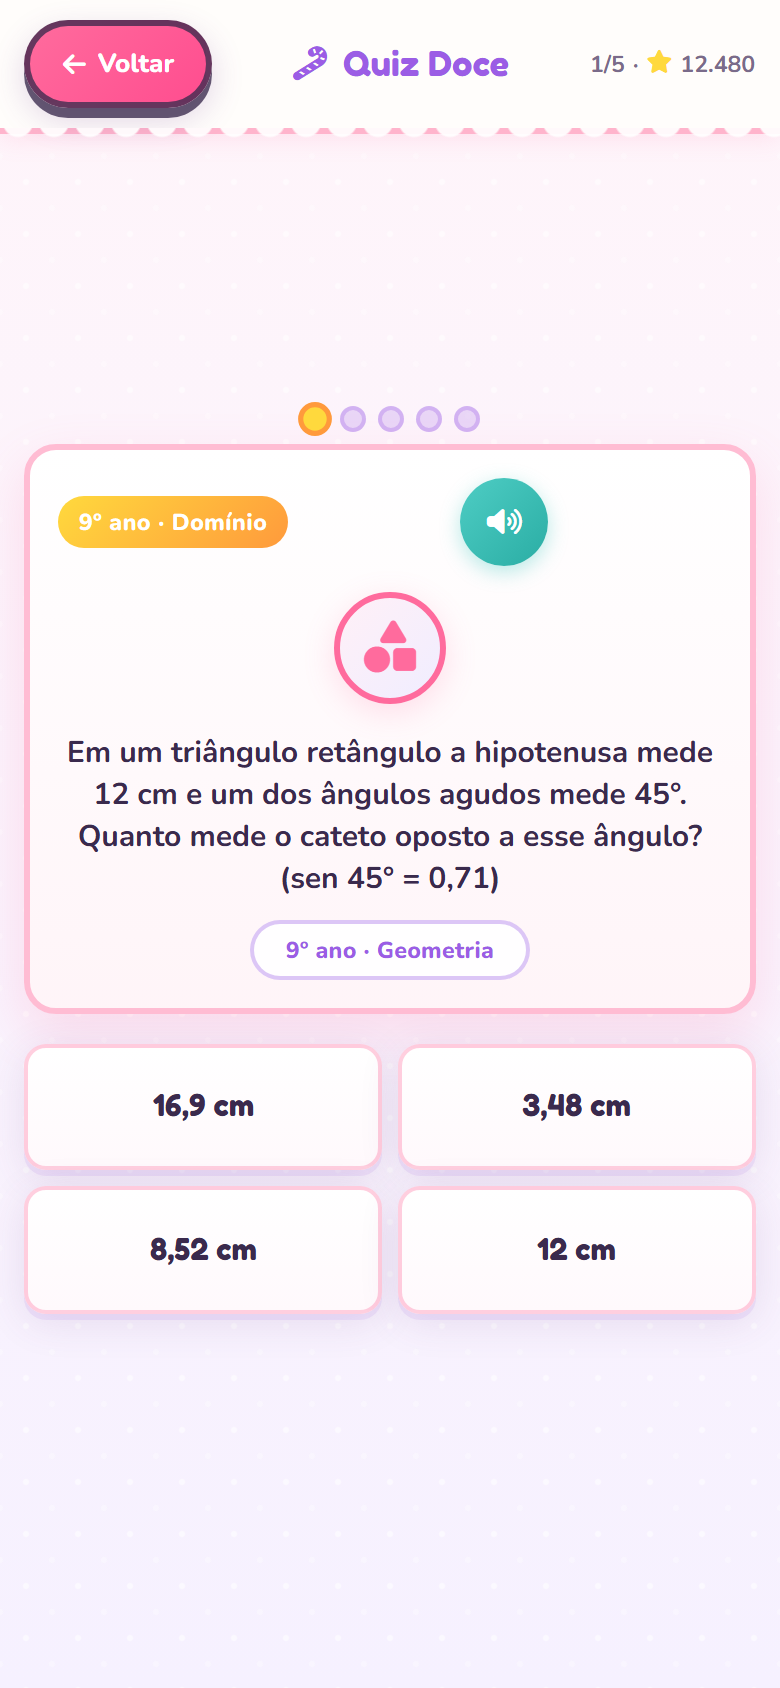 Voltar
Quiz Doce
1/5 · 12.480
9º ano · Domínio
Em um triângulo retângulo a hipotenusa mede
12 cm e um dos ângulos agudos mede 45°.
Quanto mede o cateto oposto a esse ângulo?
(sen 45° = 0,71)
9º ano · Geometria
16,9 cm
3,48 cm
8,52 cm
12 cm